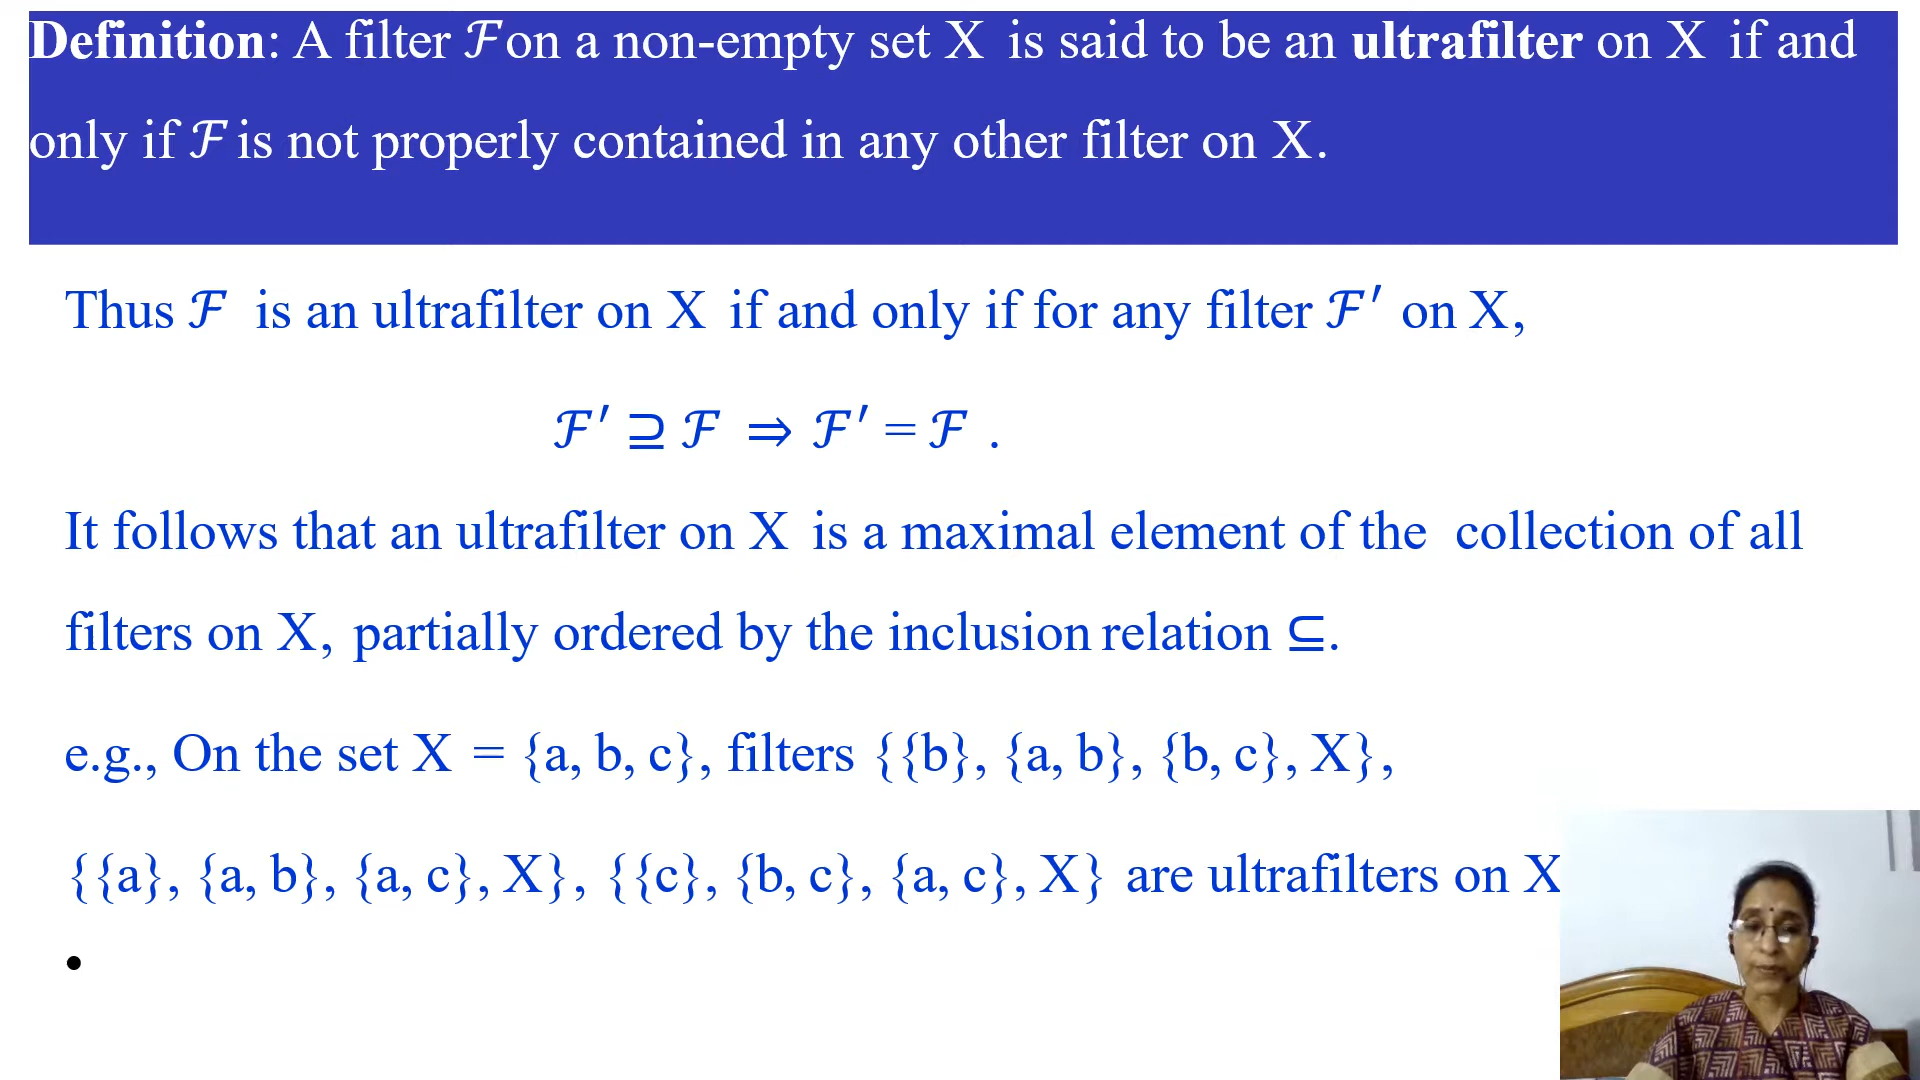 Definition: A filter ℱ on a non-empty set X is said to be an ultrafilter on X if and
only if ℱ is not properly contained in any other filter on X.
Thus ℱ is an ultrafilter on X if and only if for any filter ℱ′ on X,
ℱ′ ⊇ ℱ ⇒ ℱ′ = ℱ .
It follows that an ultrafilter on X is a maximal element of the collection of all
filters on X, partially ordered by the inclusion relation ⊆.
e.g., On the set X = {a, b, c}, filters {{b}, {a, b}, {b, c}, X},
{{a}, {a, b}, {a, c}, X}, {{c}, {b, c}, {a, c}, X} are ultrafilters on X